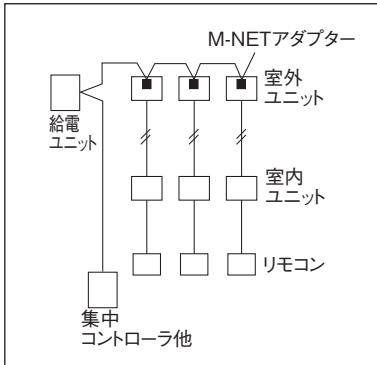 M-NETアダプター
室外
ユニット
給電
ユニット
室内
ユニット
リモコン
集中
コントローラ他